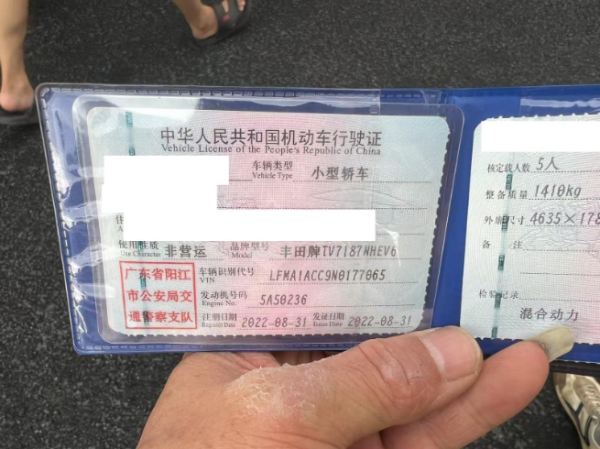 中华人民共和国机动车行驶证
Vehicle License of the People's Republic of China
车辆类型 小型轿车
Vehicle Type
住
使用性质 非营运 品牌型号 丰田牌TV7187WHEV6
Use Character Model
广东省阳江
市公安局交
通警察支队
车辆识别代号 LFMA1ACC9N0177065
VIN
发动机号码 5A50236
Engine No.
注册日期 2022-08-31 发证日期 2022-08-31
Register Date Issue Date
核定载人数 5人
整备质量 1410kg
外廓尺寸 4635×178
备 注
检验记录
混合动力